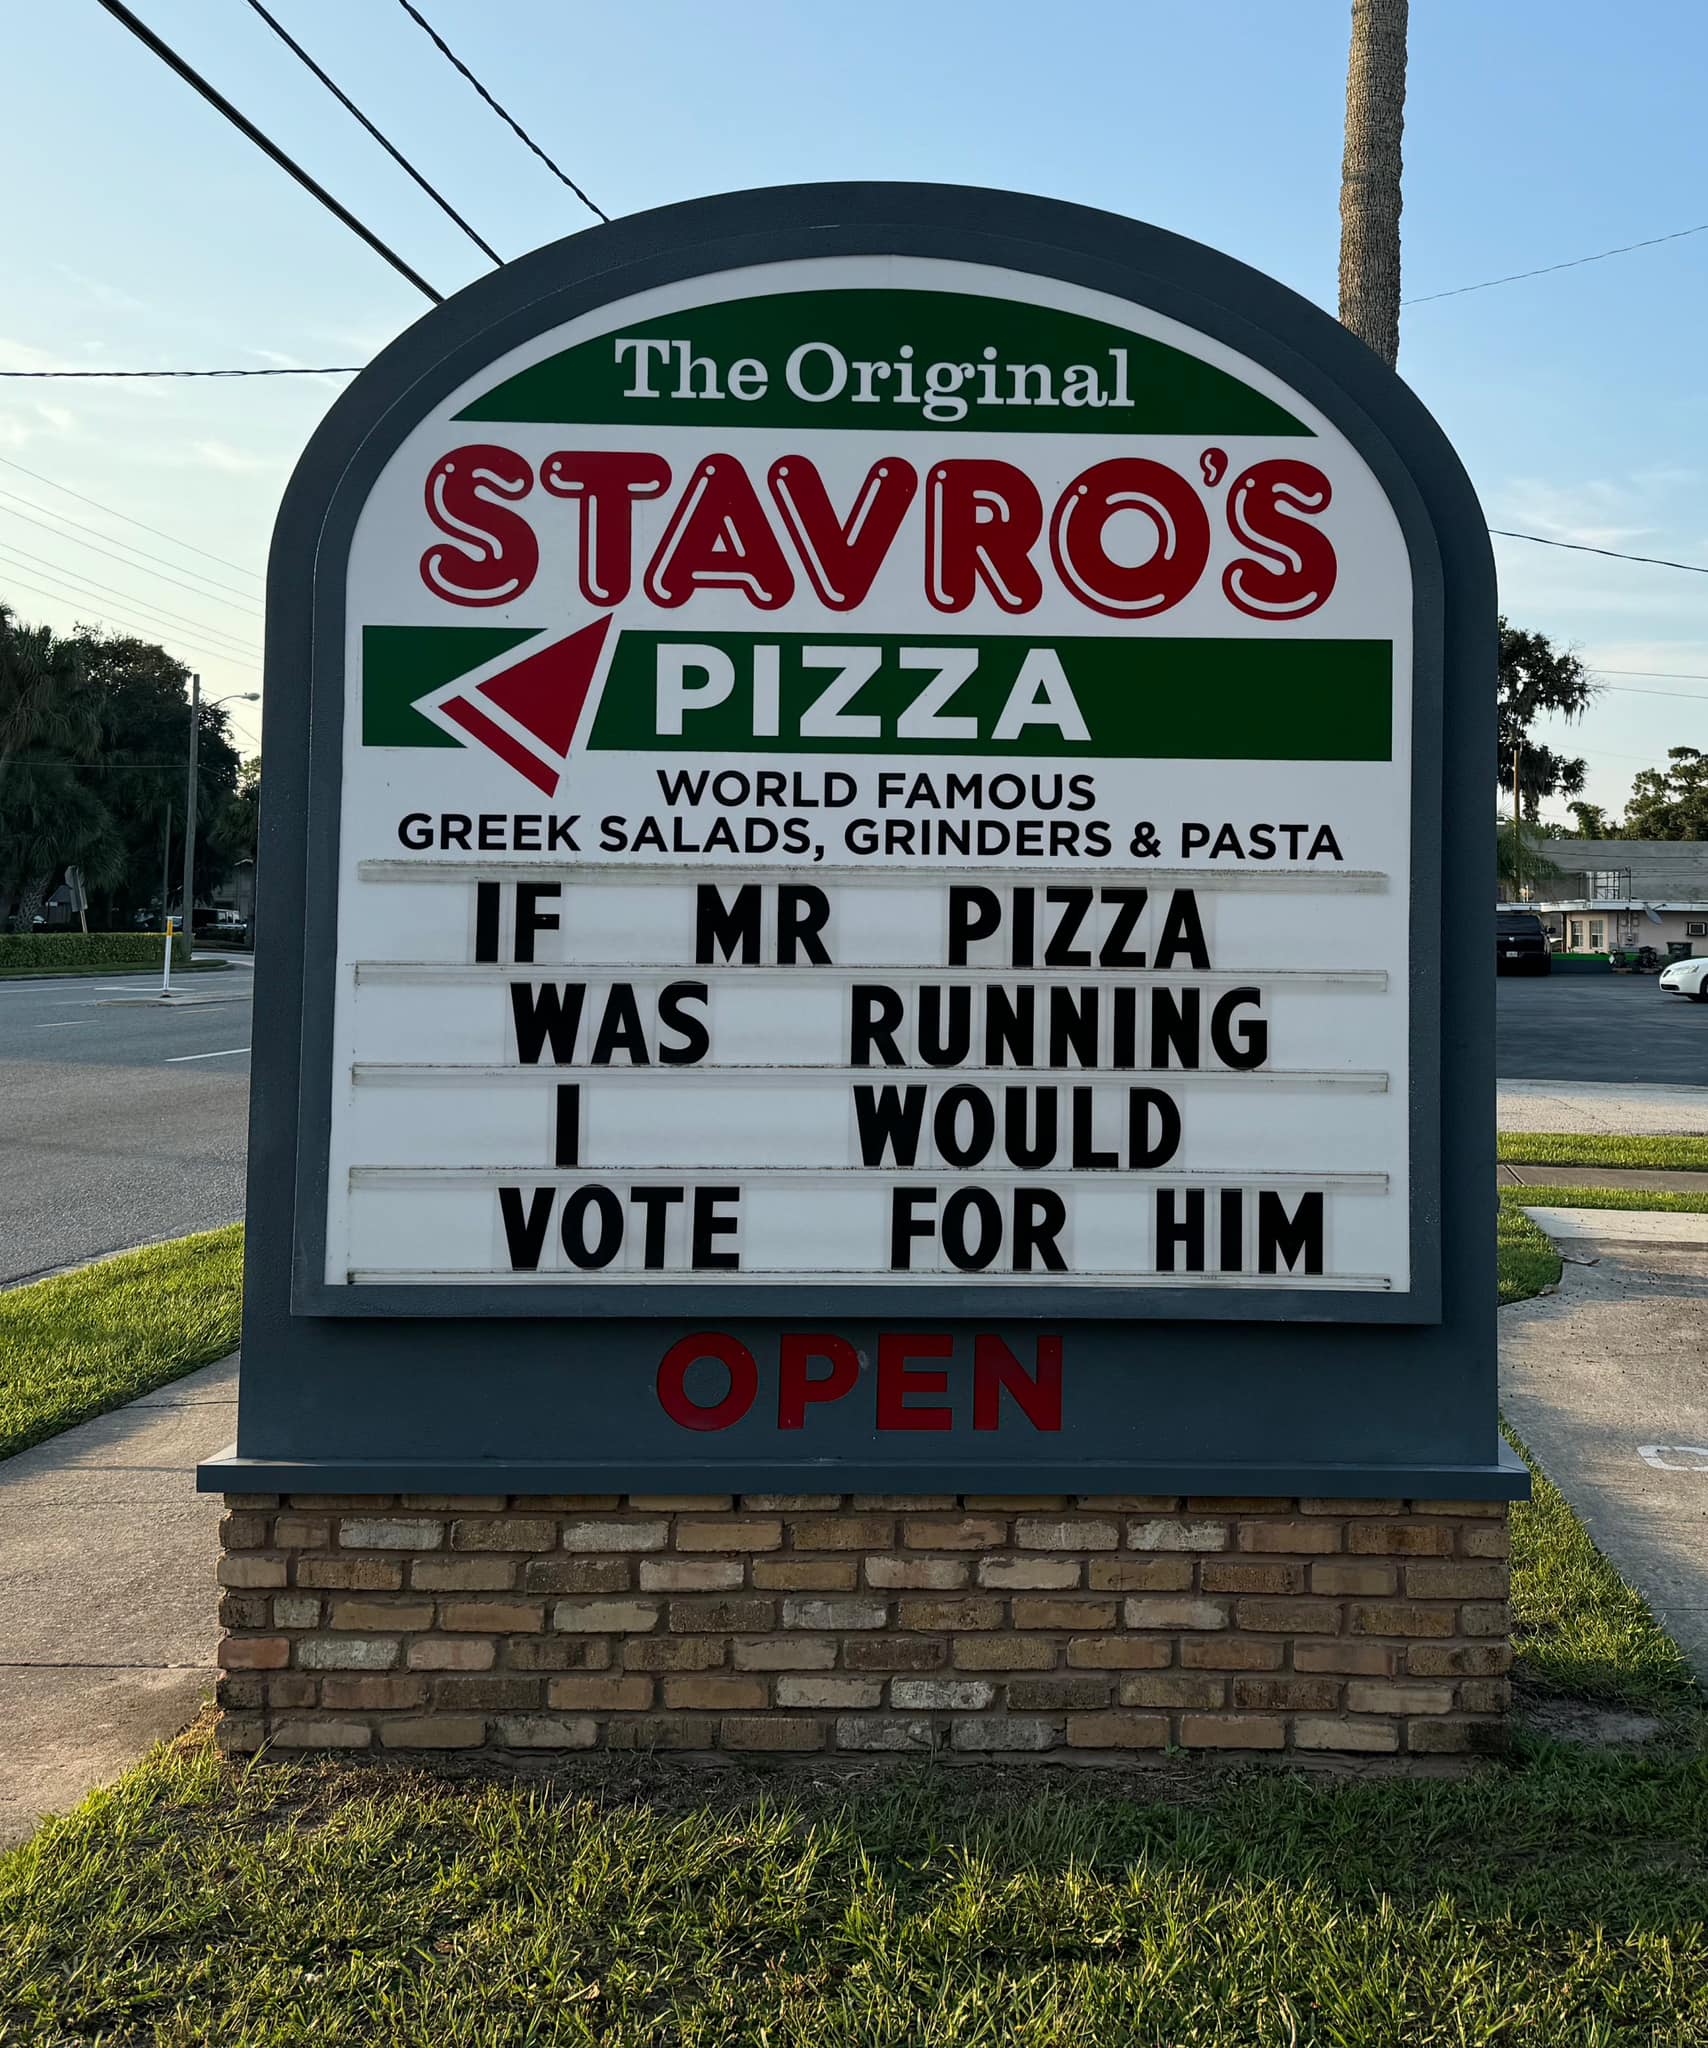 The Original
STAVRO'S
PIZZA
WORLD FAMOUS
GREEK SALADS, GRINDERS & PASTA
IF MR PIZZA
WAS RUNNING
I WOULD
VOTE FOR HIM
OPEN